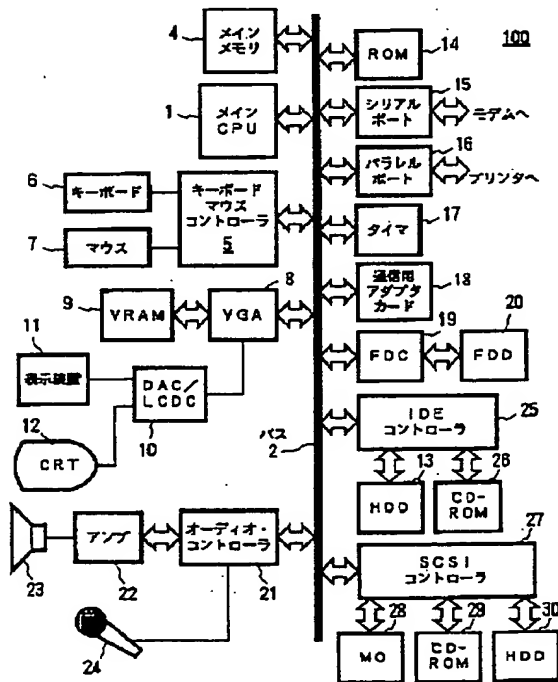 4
メイン
メモリ
1
メイン
CPU
6
キーボード
7
マウス
キーボード
マウス
コントローラ
5
9
VRAM
8
VGA
11
表示装置
12
CRT
DAC/
LCDC
10
23
アンプ
22
オーディオ・
コントローラ
21
24
バス
2
100
ROM
14
シリアル
ポート
15
モデムへ
パラレル
ポート
16
プリンタへ
タイマ
17
通信用
アダプタ
カード
18
FDC
19
FDD
20
IDE
コントローラ
25
HDD
13
CD-
ROM
26
SCSI
コントローラ
27
MO
28
CD-
ROM
29
HDD
30